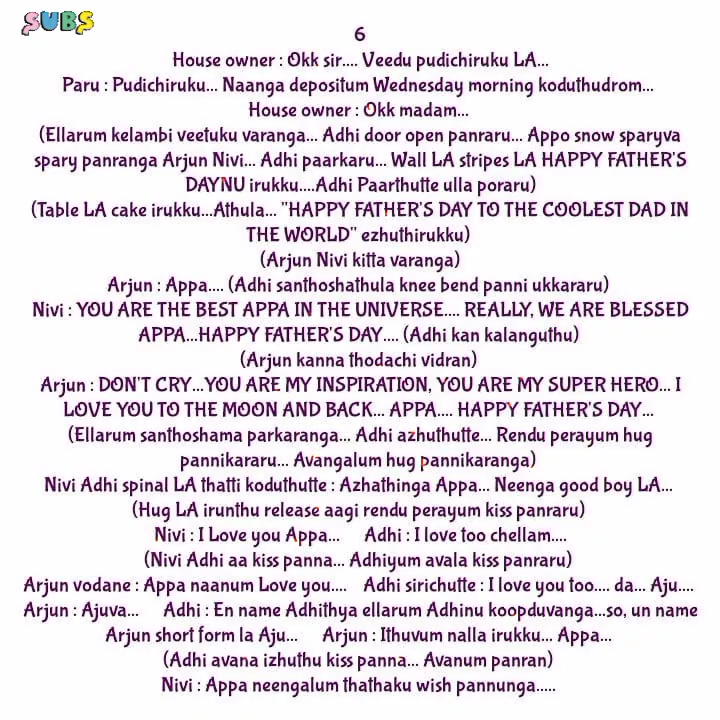 SUBS
6
House owner : Okk sir.... Veedu pudichiruku LA...
Paru : Pudichiruku... Naanga depositum Wednesday morning koduthudrom...
House owner : Okk madam...
(Ellarum kelambi veetuku varanga... Adhi door open panraru... Appo snow sparyva
spary panranga Arjun Nivi... Adhi paarkaru... Wall LA stripes LA HAPPY FATHER'S
DAYNU irukku....Adhi Paarthutte ulla poraru)
(Table LA cake irukku...Athula... "HAPPY FATHER'S DAY TO THE COOLEST DAD IN
THE WORLD" ezhuthirukku)
(Arjun Nivi kitta varanga)
Arjun : Appa.... (Adhi santhoshathula knee bend panni ukkararu)
Nivi : YOU ARE THE BEST APPA IN THE UNIVERSE.... REALLY, WE ARE BLESSED
APPA...HAPPY FATHER'S DAY.... (Adhi kan kalanguthu)
(Arjun kanna thodachi vidran)
Arjun : DON'T CRY...YOU ARE MY INSPIRATION, YOU ARE MY SUPER HERO... I
LOVE YOU TO THE MOON AND BACK... APPA.... HAPPY FATHER'S DAY...
(Ellarum santhoshama parkaranga... Adhi azhuthutte... Rendu perayum hug
pannikararu... Avangalum hug pannikaranga)
Nivi Adhi spinal LA thatti koduthutte : Azhathinga Appa... Neenga good boy LA...
(Hug LA irunthu release aagi rendu perayum kiss panraru)
Nivi : I Love you Appa... Adhi : I love too chellam....
(Nivi Adhi aa kiss panna... Adhiyum avala kiss panraru)
Arjun vodane : Appa naanum Love you.... Adhi sirichutte : I love you too.... da... Aju....
Arjun : Ajuva... Adhi : En name Adhithya ellarum Adhinu koopduvanga...so, un name
Arjun short form la Aju... Arjun : Ithuvum nalla irukku... Appa...
(Adhi avana izhuthu kiss panna... Avanum panran)
Nivi : Appa neengalum thathaku wish pannunga.....